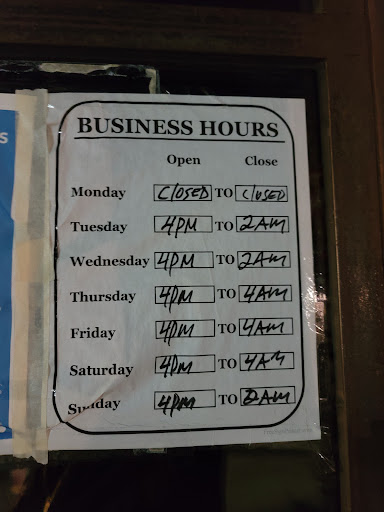 S
BUSINESS HOURS
Open Close
Monday CLOSED TO CLOSED
Tuesday 4PM TO 2AM
Wednesday 4PM TO 2AM
Thursday 4PM TO 4AM
Friday 4PM TO 4AM
Saturday 4PM TO 4AM
Sunday 4PM TO 2AM